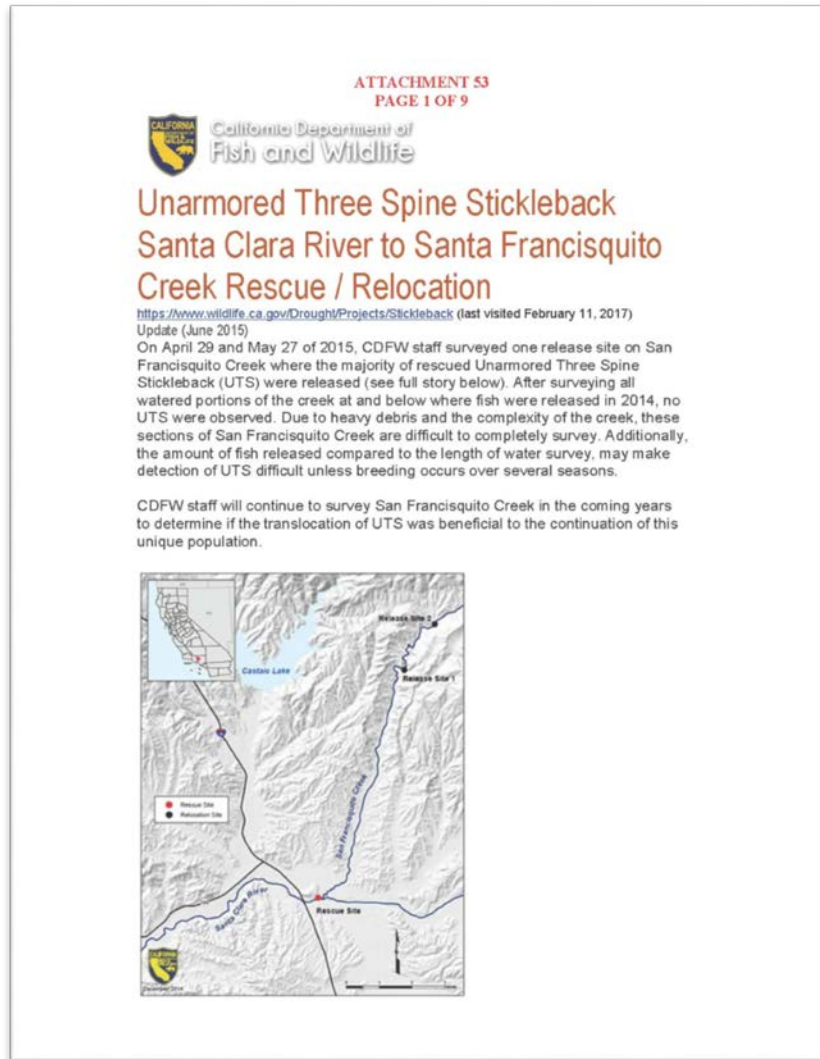 ATTACHMENT 53
PAGE 1 OF 9
California Department of
Fish and Wildlife
CALIFORNIA
Unarmored Three Spine Stickleback
Santa Clara River to Santa Francisquito
Creek Rescue / Relocation
https://www.wildlife.ca.gov/Drought/Projects/Stickleback (last visited February 11, 2017)
Update (June 2015)
On April 29 and May 27 of 2015, CDFW staff surveyed one release site on San
Francisquito Creek where the majority of rescued Unarmored Three Spine
Stickleback (UTS) were released (see full story below). After surveying all
watered portions of the creek at and below where fish were released in 2014, no
UTS were observed. Due to heavy debris and the complexity of the creek, these
sections of San Francisquito Creek are difficult to completely survey. Additionally,
the amount of fish released compared to the length of water survey, may make
detection of UTS difficult unless breeding occurs over several seasons.
CDFW staff will continue to survey San Francisquito Creek in the coming years
to determine if the translocation of UTS was beneficial to the continuation of this
unique population.
Release Site 2
Castaic Lake
Release Site 1
San Francisquito Creek
Rescue Site
Relocation Site
Santa Clara River
Rescue Site
CALIFORNIA
December 2014